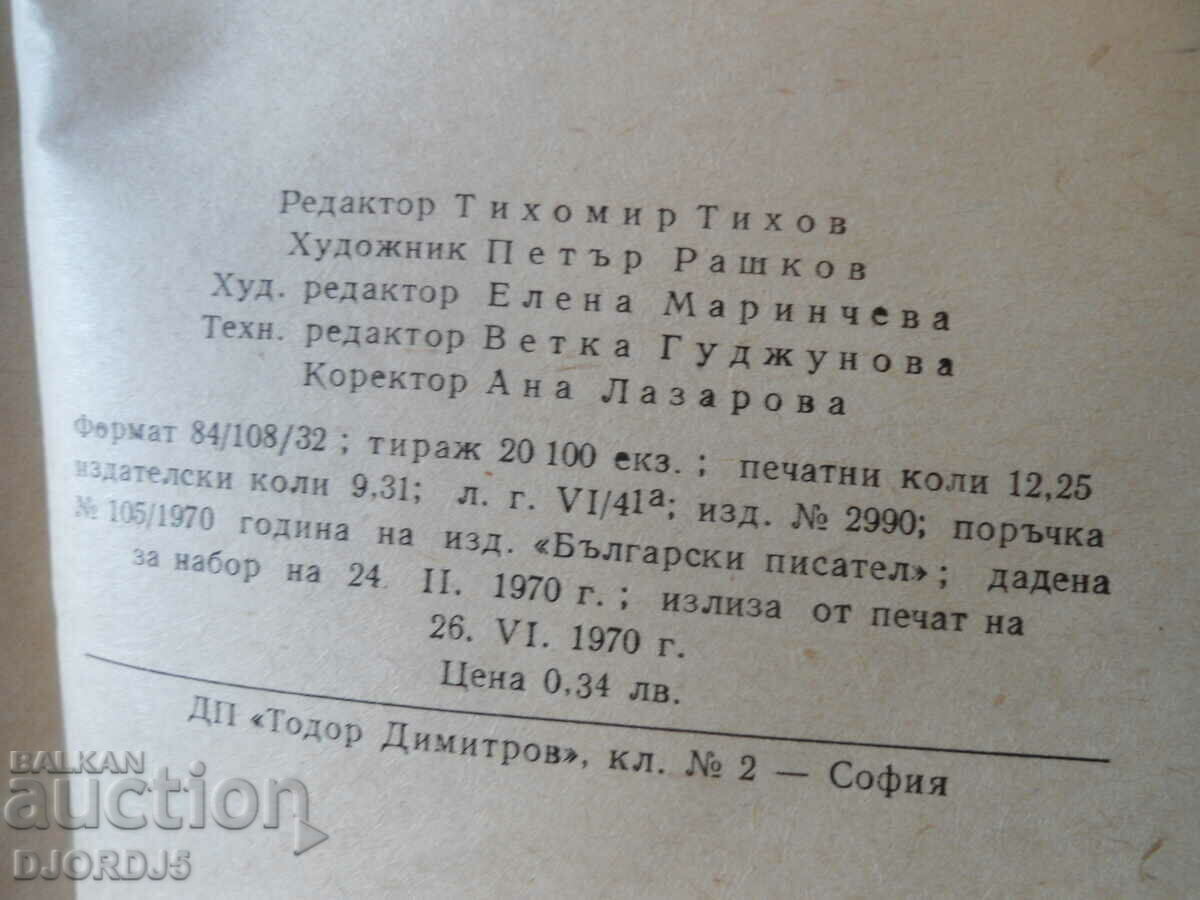 Редактор Тихомир Тихов
Художник Петър Рашков
Худ. редактор Елена Маринчева
Техн. редактор Ветка Гуджунова
Коректор Ана Лазарова
Формат 84/108/32 ; тираж 20 100 екз. ; печатни коли 12,25
издателски коли 9,31; л. г. VI/41а; изд. № 2990; поръчка
№ 105/1970 година на изд. «Български писател» ; дадена
за набор на 24. II. 1970 г. ; излиза от печат на
26. VI. 1970 г.
Цена 0,34 лв.
ДП «Тодор Димитров», кл. № 2 — София
BALKAN
auction
DJORDJ5